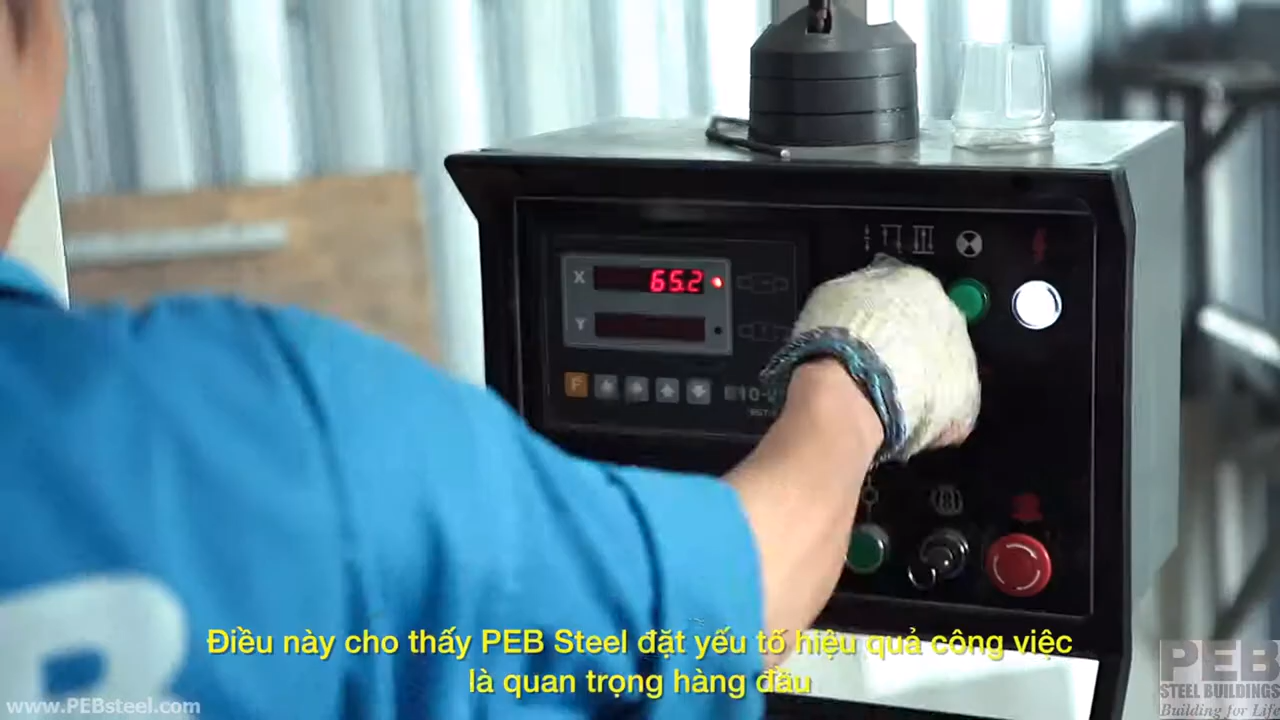 X 65.2
Y
F
B
Điều này cho thấy PEB Steel đặt yếu tố hiệu quả công việc
là quan trọng hàng đầu
www.PEBsteel.com
PEB
STEEL BUILDINGS
Building for Life